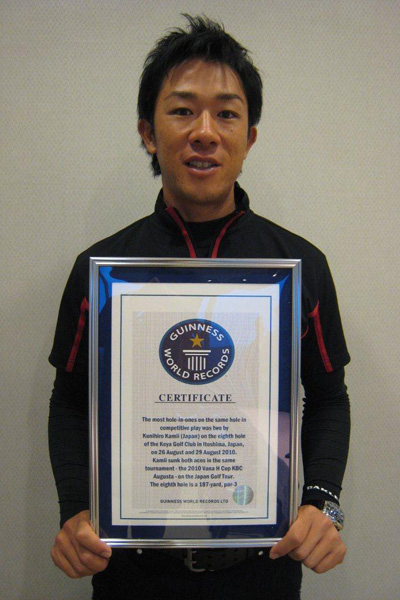 GUINNESS
WORLD RECORDS
CERTIFICATE
The most hole-in-ones on the same hole in
competitive play was two by
Kunihiro Kamii (Japan) on the eighth hole
of the Keya Golf Club in Itoshima, Japan,
on 26 August and 29 August 2010.
Kamii sunk both aces in the same
tournament - the 2010 Vana H Cup KBC
Augusta - on the Japan Golf Tour.
The eighth hole is a 187-yard, par-3
GUINNESS WORLD RECORDS LTD